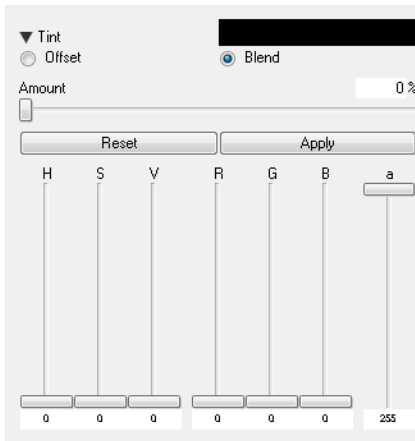 Tint
Offset Blend
Amount 0 %
Reset Apply
H S V R G B a
0 0 0 0 0 0 255